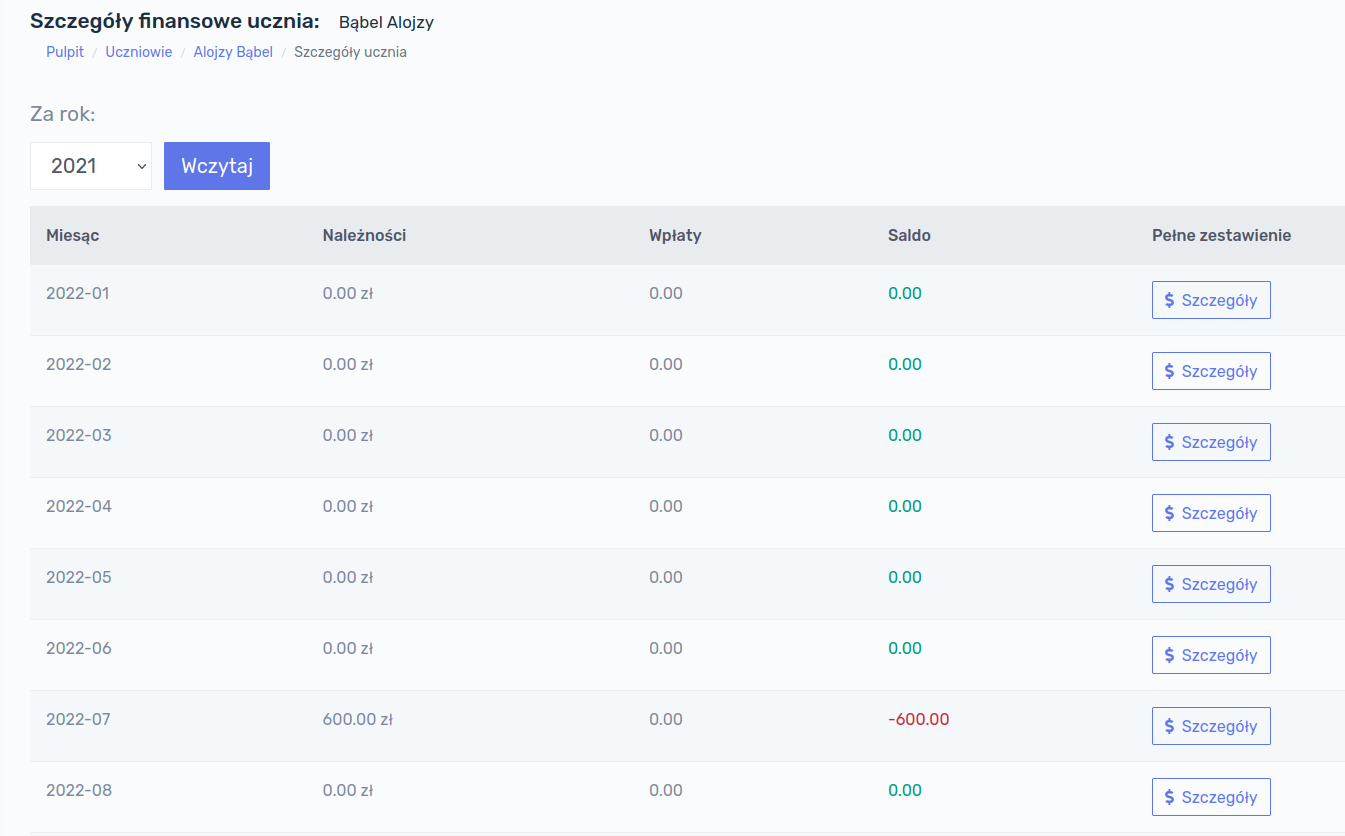 Szczegóły finansowe ucznia: Bąbel Alojzy
Pulpit / Uczniowie / Alojzy Bąbel / Szczegóły ucznia
Za rok:
2021 Wczytaj
Miesąc Należności Wpłaty Saldo Pełne zestawienie
2022-01 0.00 zł 0.00 0.00 $ Szczegóły
2022-02 0.00 zł 0.00 0.00 $ Szczegóły
2022-03 0.00 zł 0.00 0.00 $ Szczegóły
2022-04 0.00 zł 0.00 0.00 $ Szczegóły
2022-05 0.00 zł 0.00 0.00 $ Szczegóły
2022-06 0.00 zł 0.00 0.00 $ Szczegóły
2022-07 600.00 zł 0.00 -600.00 $ Szczegóły
2022-08 0.00 zł 0.00 0.00 $ Szczegóły